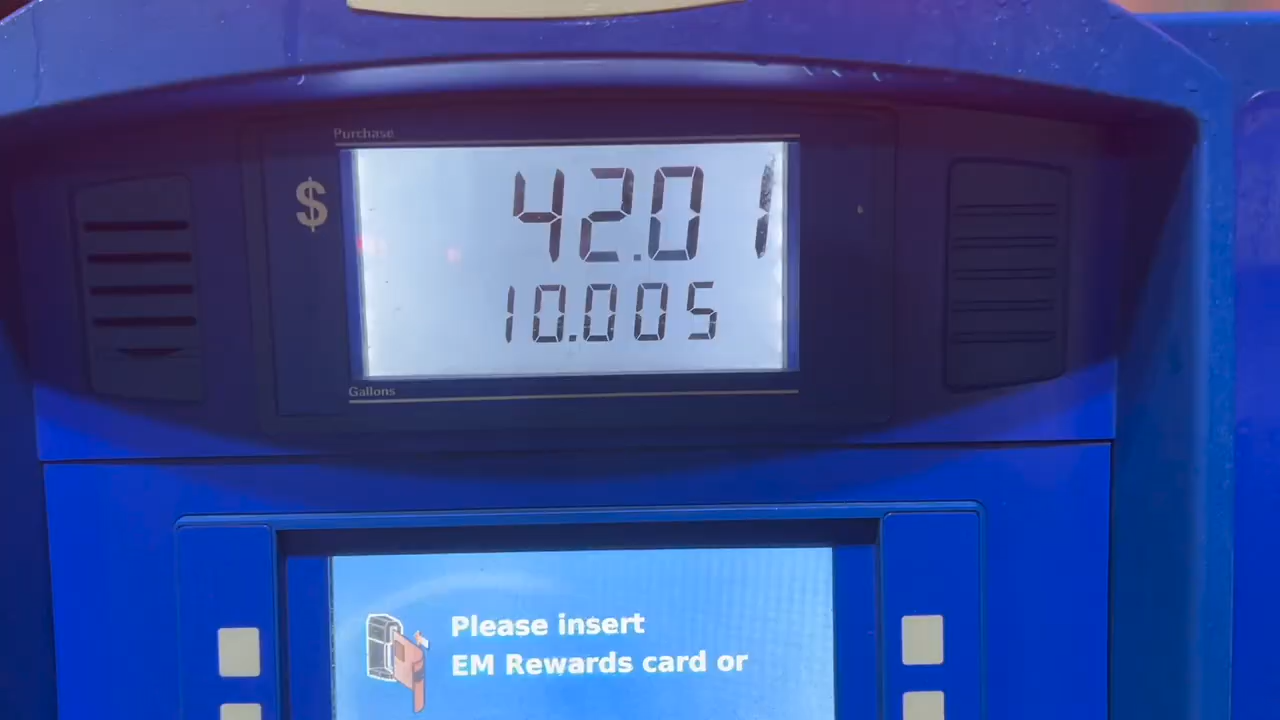 Purchase
$ 42.01
10.005
Gallons
Please insert
EM Rewards card or